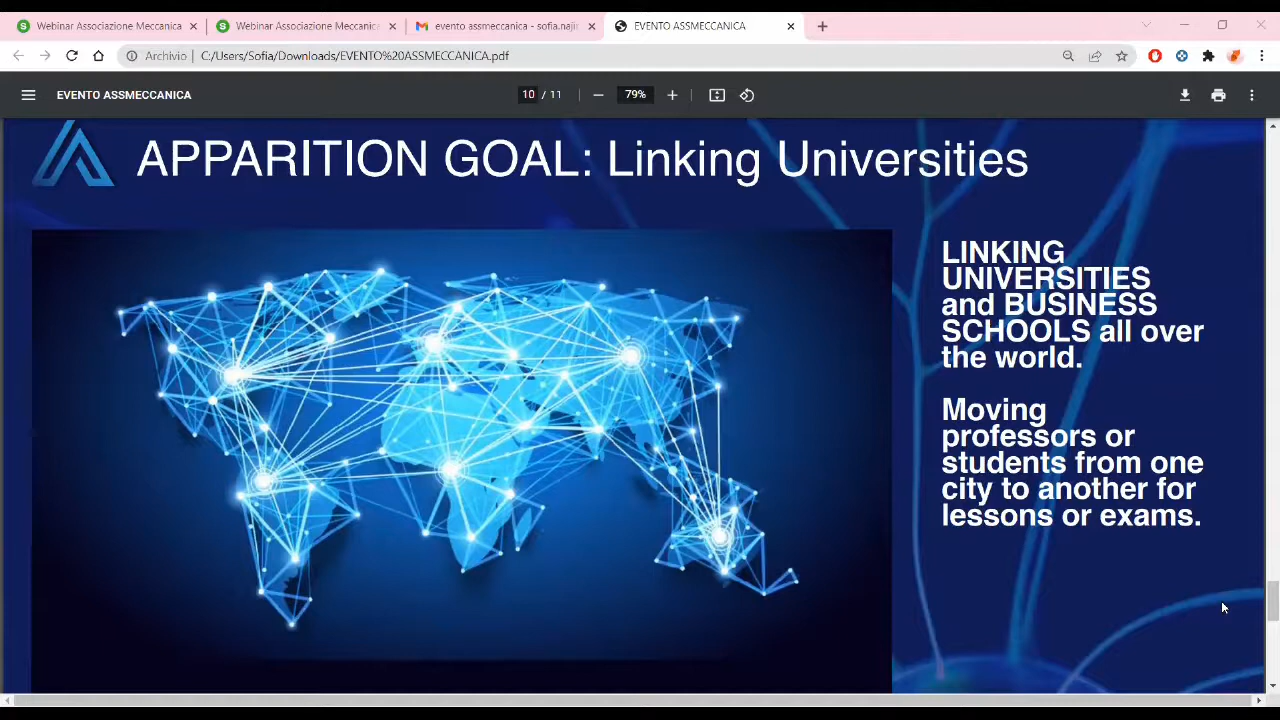 Webinar Associazione Meccanica
Webinar Associazione Meccanic
evento assmeccanica - sofia.naji
EVENTO ASSMECCANICA
Archivio
C:/Users/Sofia/Downloads/EVENTO%20ASSMECCANICA.pdf
EVENTO ASSMECCANICA
10 / 11
79%
APPARITION GOAL: Linking Universities
LINKING
UNIVERSITIES
and BUSINESS
SCHOOLS all over
the world.
Moving
professors or
students from one
city to another for
lessons or exams.